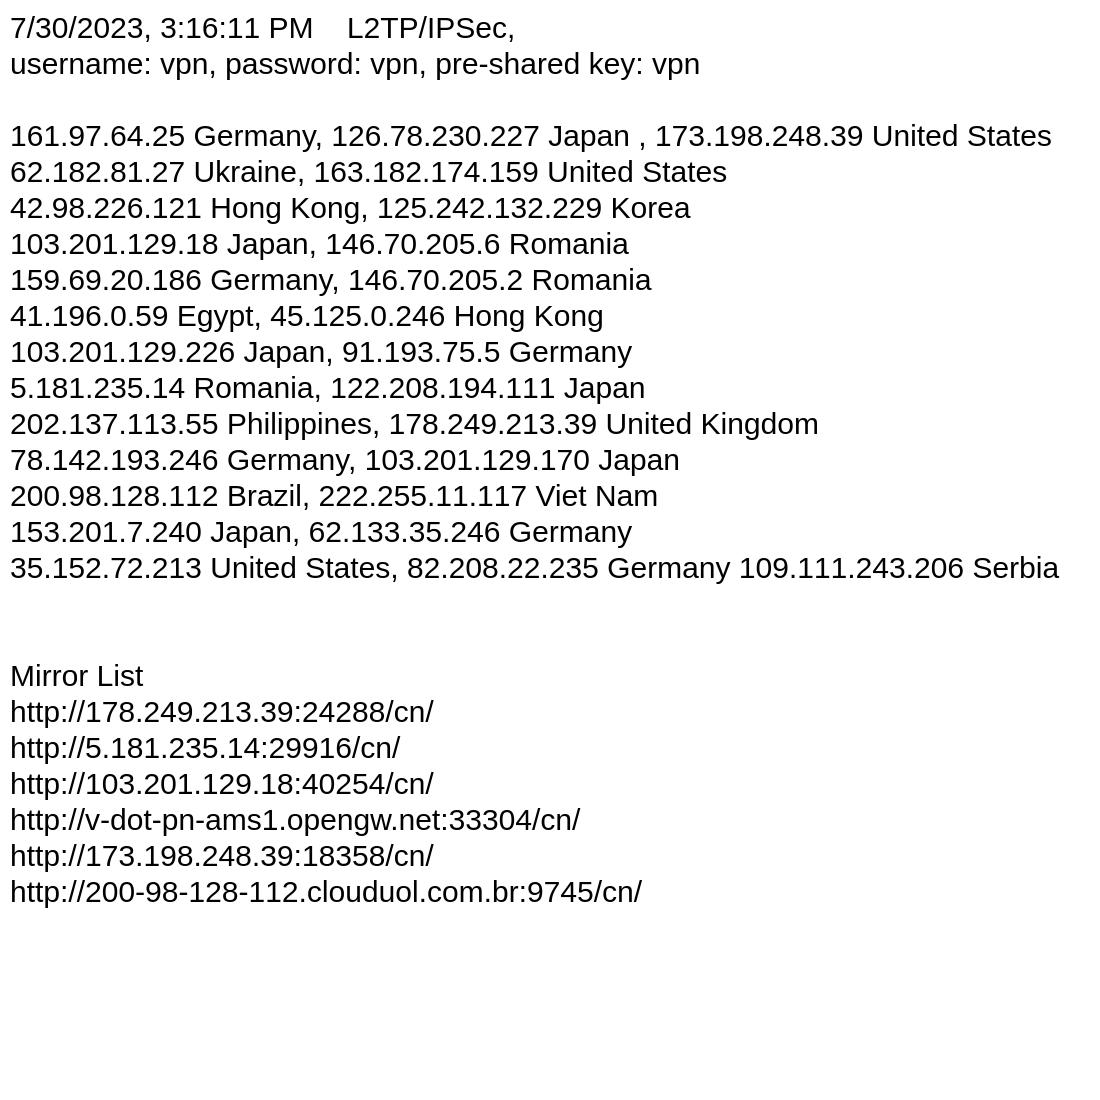 7/30/2023, 3:16:11 PM    L2TP/IPSec,
username: vpn, password: vpn, pre-shared key: vpn
161.97.64.25 Germany, 126.78.230.227 Japan , 173.198.248.39 United States
62.182.81.27 Ukraine, 163.182.174.159 United States
42.98.226.121 Hong Kong, 125.242.132.229 Korea
103.201.129.18 Japan, 146.70.205.6 Romania
159.69.20.186 Germany, 146.70.205.2 Romania
41.196.0.59 Egypt, 45.125.0.246 Hong Kong
103.201.129.226 Japan, 91.193.75.5 Germany
5.181.235.14 Romania, 122.208.194.111 Japan
202.137.113.55 Philippines, 178.249.213.39 United Kingdom
78.142.193.246 Germany, 103.201.129.170 Japan
200.98.128.112 Brazil, 222.255.11.117 Viet Nam
153.201.7.240 Japan, 62.133.35.246 Germany
35.152.72.213 United States, 82.208.22.235 Germany 109.111.243.206 Serbia
Mirror List
http://178.249.213.39:24288/cn/
http://5.181.235.14:29916/cn/
http://103.201.129.18:40254/cn/
http://v-dot-pn-ams1.opengw.net:33304/cn/
http://173.198.248.39:18358/cn/
http://200-98-128-112.clouduol.com.br:9745/cn/